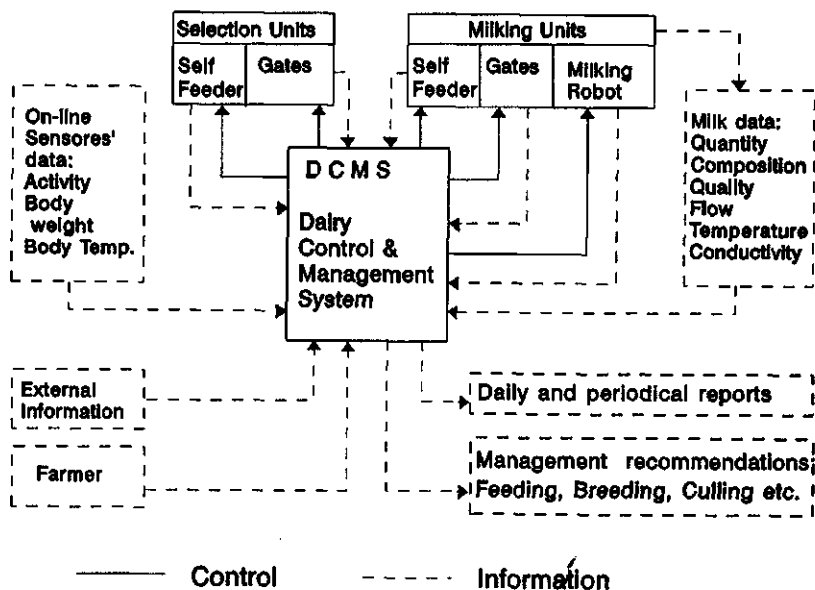 Selection Units
Self
Feeder
Gates
Milking Units
Self
Feeder
Gates
Milking
Robot
On-line
Sensores'
data:
Activity
Body
weight
Body Temp.
D C M S
Dairy
Control &
Management
System
Milk data:
Quantity
Composition
Quality
Flow
Temperature
Conductivity
External
Information
Farmer
Daily and periodical reports
Management recommendations:
Feeding, Breeding, Culling etc.
Control
Information